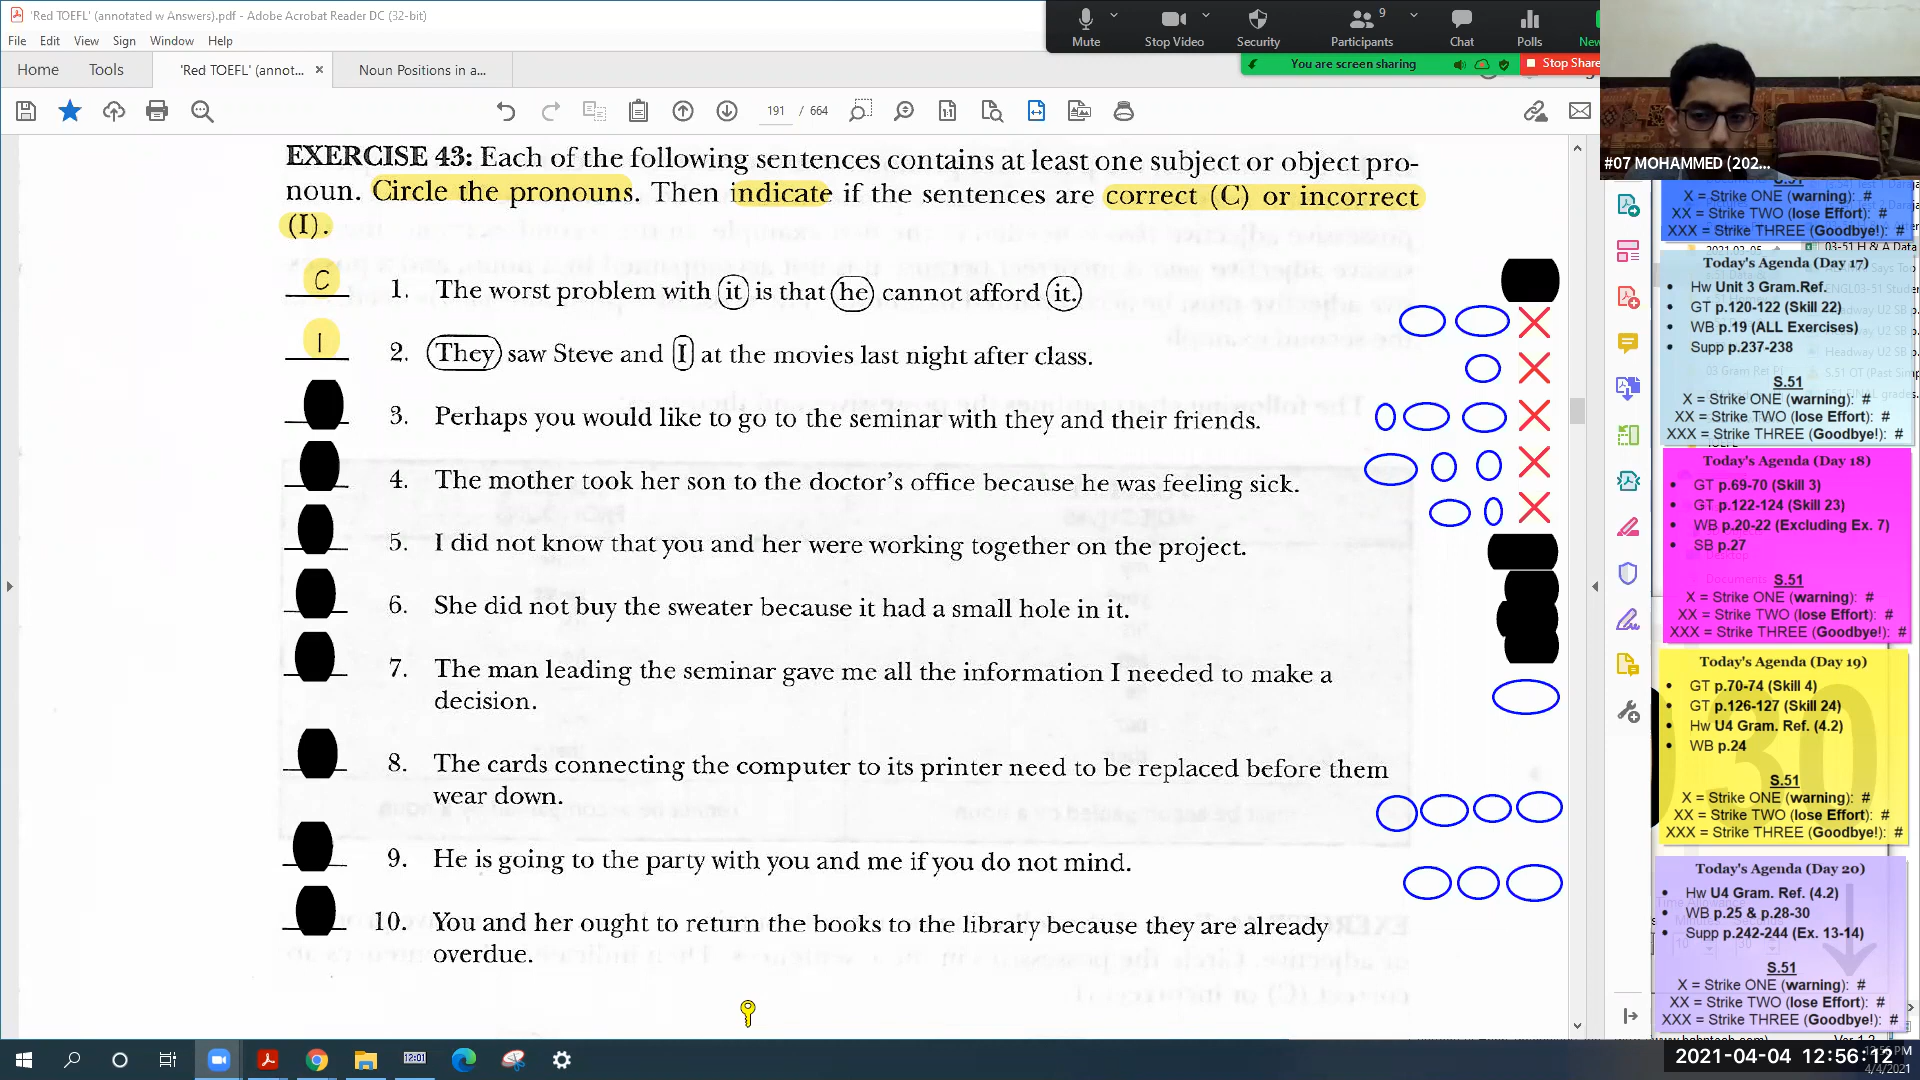 'Red TOEFL' (annotated w Answers).pdf - Adobe Acrobat Reader DC (32-bit)
File Edit View Sign Window Help
Home Tools 'Red TOEFL' (annot... × Noun Positions in a...
191 / 664
Mute Stop Video Security Participants 9 Chat Polls New
You are screen sharing Stop Share
#07 MOHAMMED (202...
EXERCISE 43: Each of the following sentences contains at least one subject or object pro-
noun. Circle the pronouns. Then indicate if the sentences are correct (C) or incorrect
(I).
C 1. The worst problem with it is that he cannot afford it.
I 2. They saw Steve and I at the movies last night after class.
3. Perhaps you would like to go to the seminar with they and their friends.
4. The mother took her son to the doctor's office because he was feeling sick.
5. I did not know that you and her were working together on the project.
6. She did not buy the sweater because it had a small hole in it.
7. The man leading the seminar gave me all the information I needed to make a
decision.
8. The cards connecting the computer to its printer need to be replaced before them
wear down.
9. He is going to the party with you and me if you do not mind.
10. You and her ought to return the books to the library because they are already
overdue.
S.51
X = Strike ONE (warning): #
XX = Strike TWO (lose Effort): #
XXX = Strike THREE (Goodbye!): #
Today's Agenda (Day 17)
• Hw Unit 3 Gram.Ref.
• GT p.120-122 (Skill 22)
• WB p.19 (ALL Exercises)
• Supp p.237-238
S.51
X = Strike ONE (warning): #
XX = Strike TWO (lose Effort): #
XXX = Strike THREE (Goodbye!): #
Today's Agenda (Day 18)
• GT p.69-70 (Skill 3)
• GT p.122-124 (Skill 23)
• WB p.20-22 (Excluding Ex. 7)
• SB p.27
S.51
X = Strike ONE (warning): #
XX = Strike TWO (lose Effort): #
XXX = Strike THREE (Goodbye!): #
Today's Agenda (Day 19)
• GT p.70-74 (Skill 4)
• GT p.126-127 (Skill 24)
• Hw U4 Gram. Ref. (4.2)
• WB p.24
S.51
X = Strike ONE (warning): #
XX = Strike TWO (lose Effort): #
XXX = Strike THREE (Goodbye!): #
Today's Agenda (Day 20)
• Hw U4 Gram. Ref. (4.2)
• WB p.25 & p.28-30
• Supp p.242-244 (Ex. 13-14)
S.51
X = Strike ONE (warning): #
XX = Strike TWO (lose Effort): #
XXX = Strike THREE (Goodbye!): #
12:01
2021-04-04 12:56:12
4/4/2021